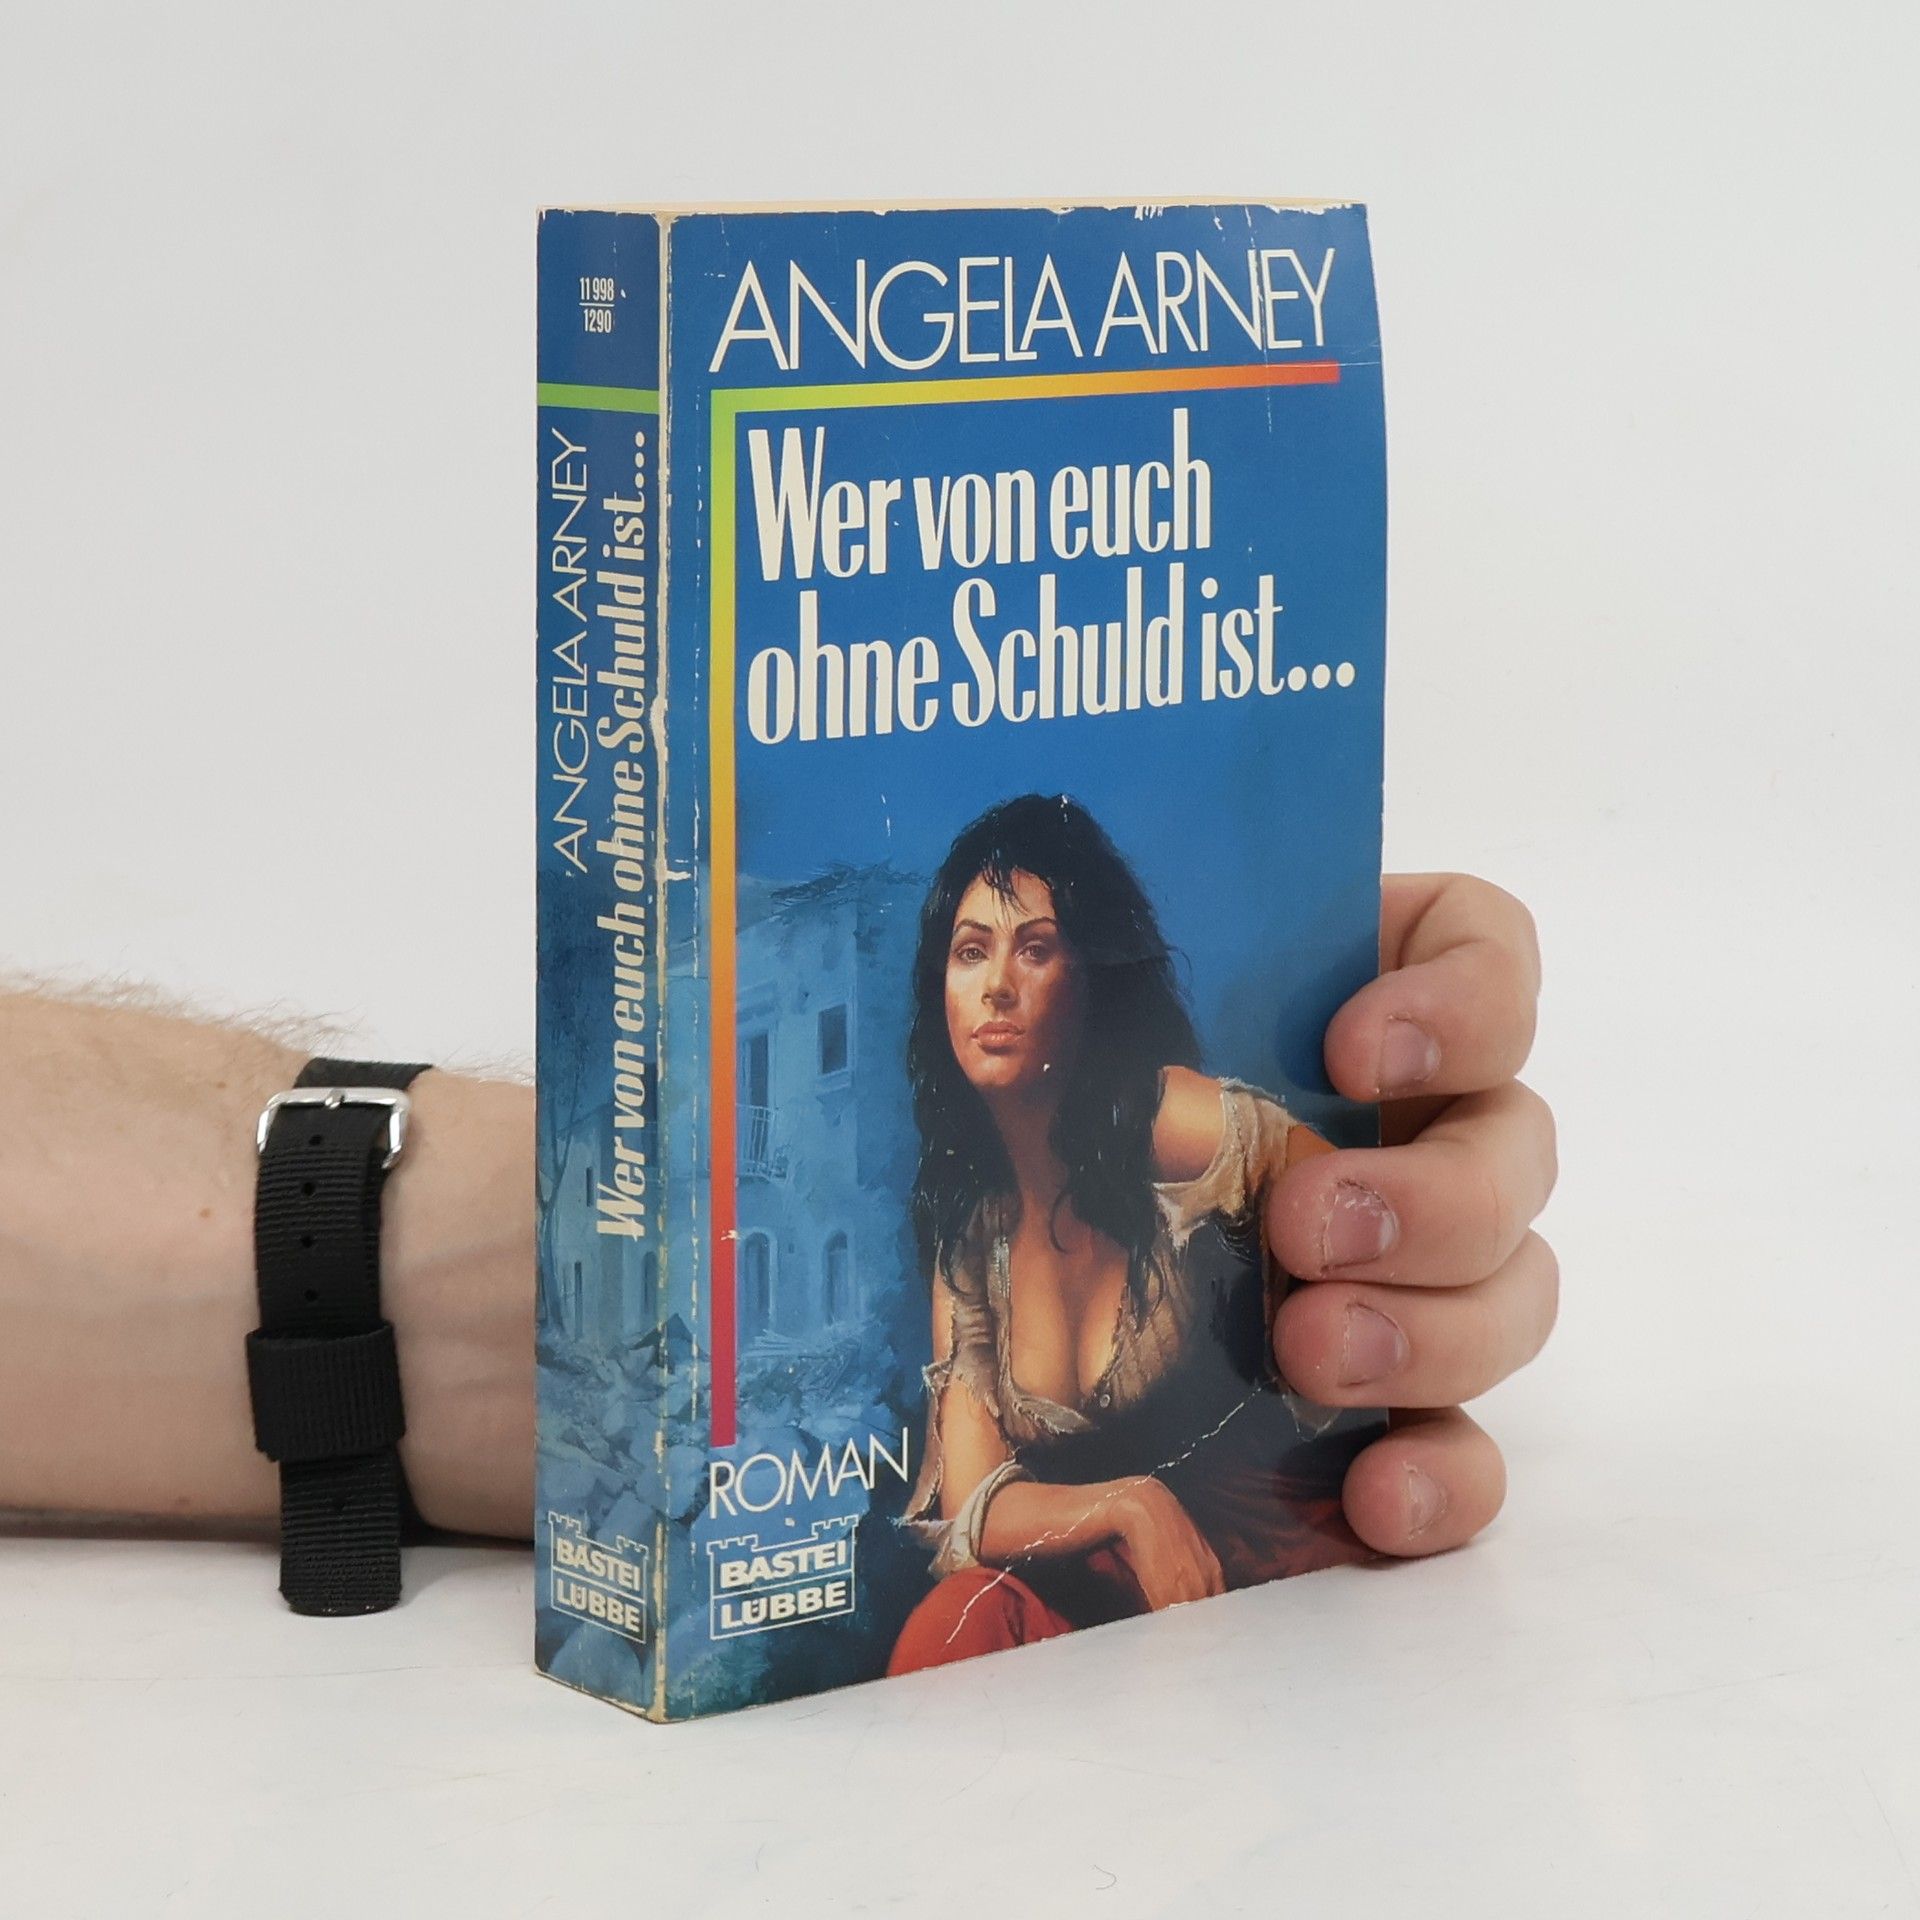 11 998
1290
ANGELA ARNEY
Wer von euch ohne Schuld ist...
BASTEI
LÜBBE
ANGELA ARNEY
Wer von euch
ohne Schuld ist...
ROMAN
BASTEI
LÜBBE